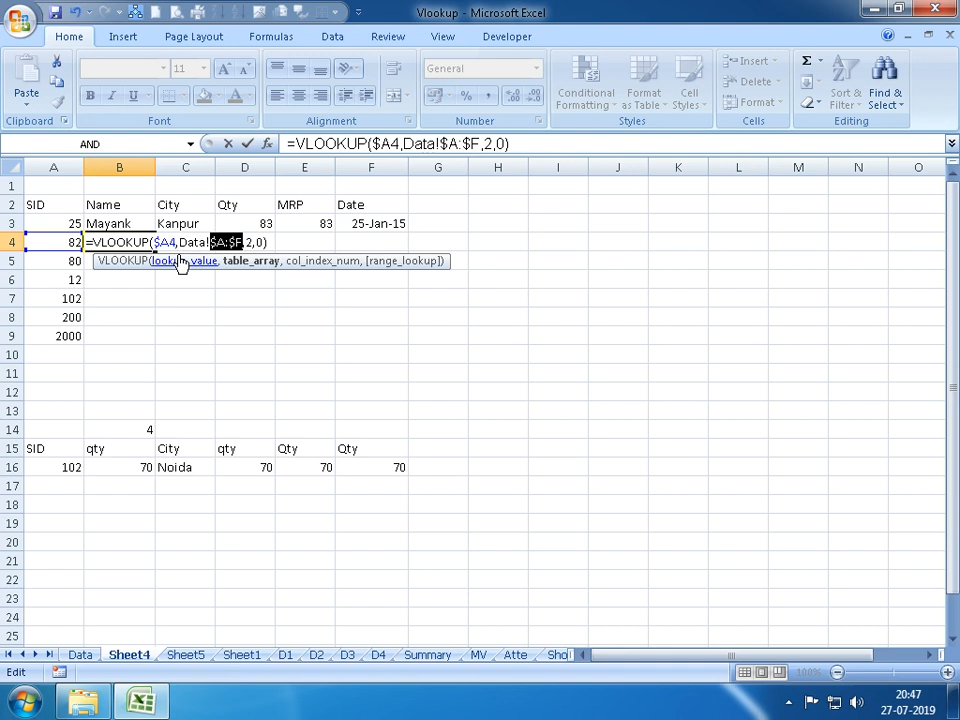 Vlookup - Microsoft Excel
Home Insert Page Layout Formulas Data Review View Developer
Paste
11
General
Conditional Formatting
Format as Table
Cell Styles
Insert
Delete
Format
Sort & Filter
Find & Select
Clipboard Font Alignment Number Styles Cells Editing
AND =VLOOKUP($A4,Data!$A:$F,2,0)
A B C D E F G H I J K L M N O
1
2 SID Name City Qty MRP Date
3 25 Mayank Kanpur 83 83 25-Jan-15
4 82 =VLOOKUP($A4,Data!$A:$F,2,0)
5 80 VLOOKUP(lookup_value, table_array, col_index_num, [range_lookup])
6 12
7 102
8 200
9 2000
10
11
12
13
14 4
15 SID qty City qty Qty Qty
16 102 70 Noida 70 70 70
17
18
19
20
21
22
23
24
25
Data Sheet4 Sheet5 Sheet1 D1 D2 D3 D4 Summary MV Atte Sho
Edit 100%
20:47
27-07-2019